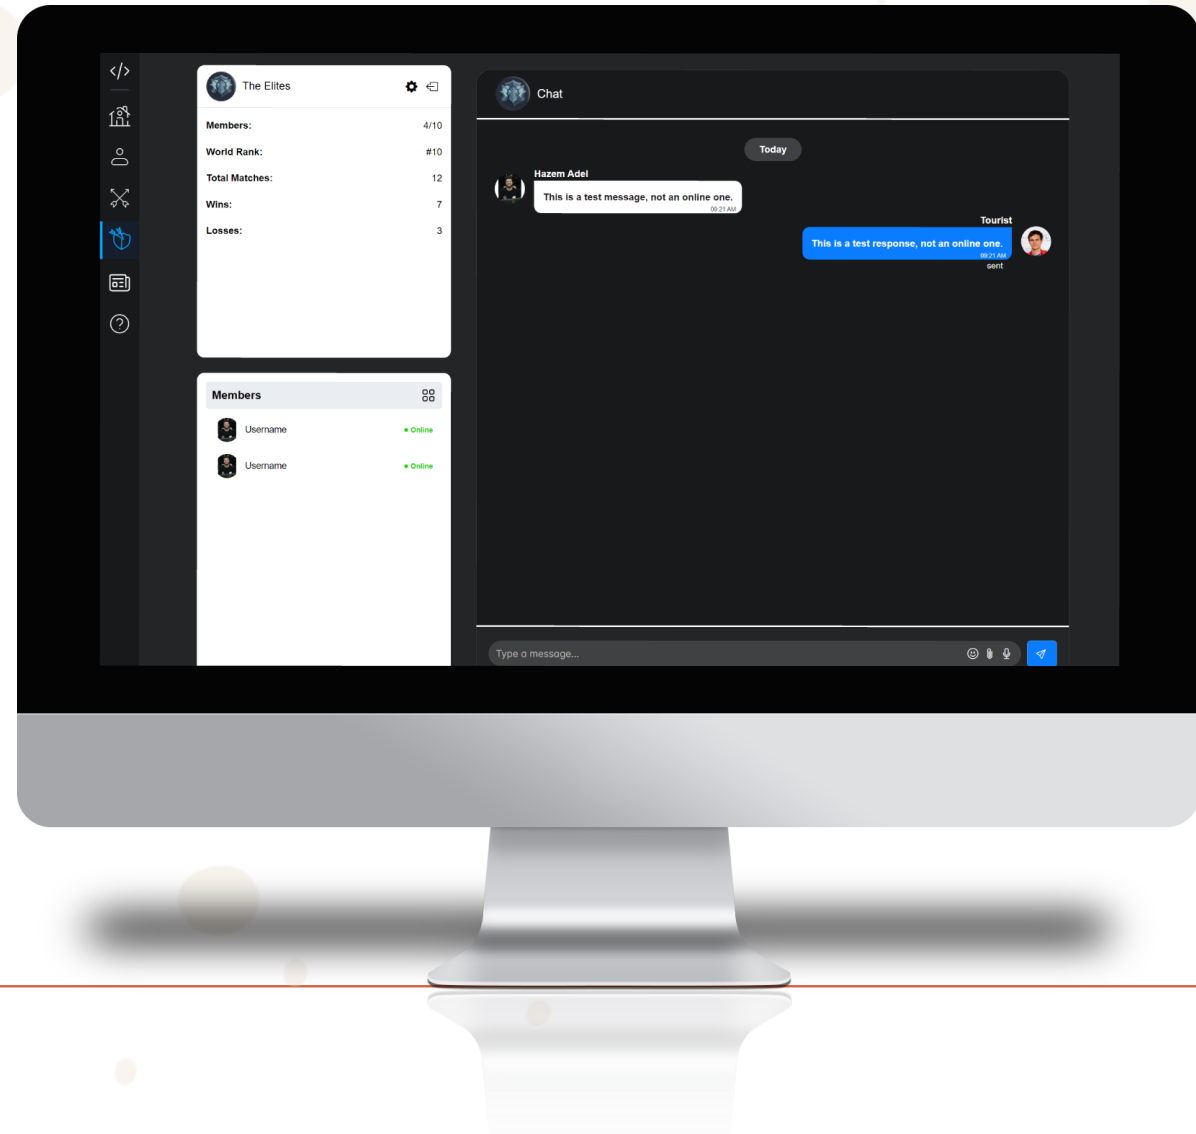 The Elites
Members: 4/10
World Rank: #10
Total Matches: 12
Wins: 7
Losses: 3
Members
Username • Online
Username • Online
Chat
Today
Hazem Adel
This is a test message, not an online one.
09:21 AM
Tourist
This is a test response, not an online one.
09:21 AM
sent
Type a message...